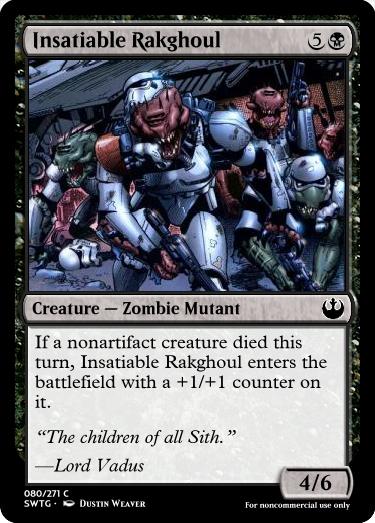 Insatiable Rakghoul 5
Creature — Zombie Mutant
If a nonartifact creature died this
turn, Insatiable Rakghoul enters the
battlefield with a +1/+1 counter on
it.
“The children of all Sith.”
—Lord Vadus
4/6
080/271 C
SWTG · Dustin Weaver
For noncommercial use only